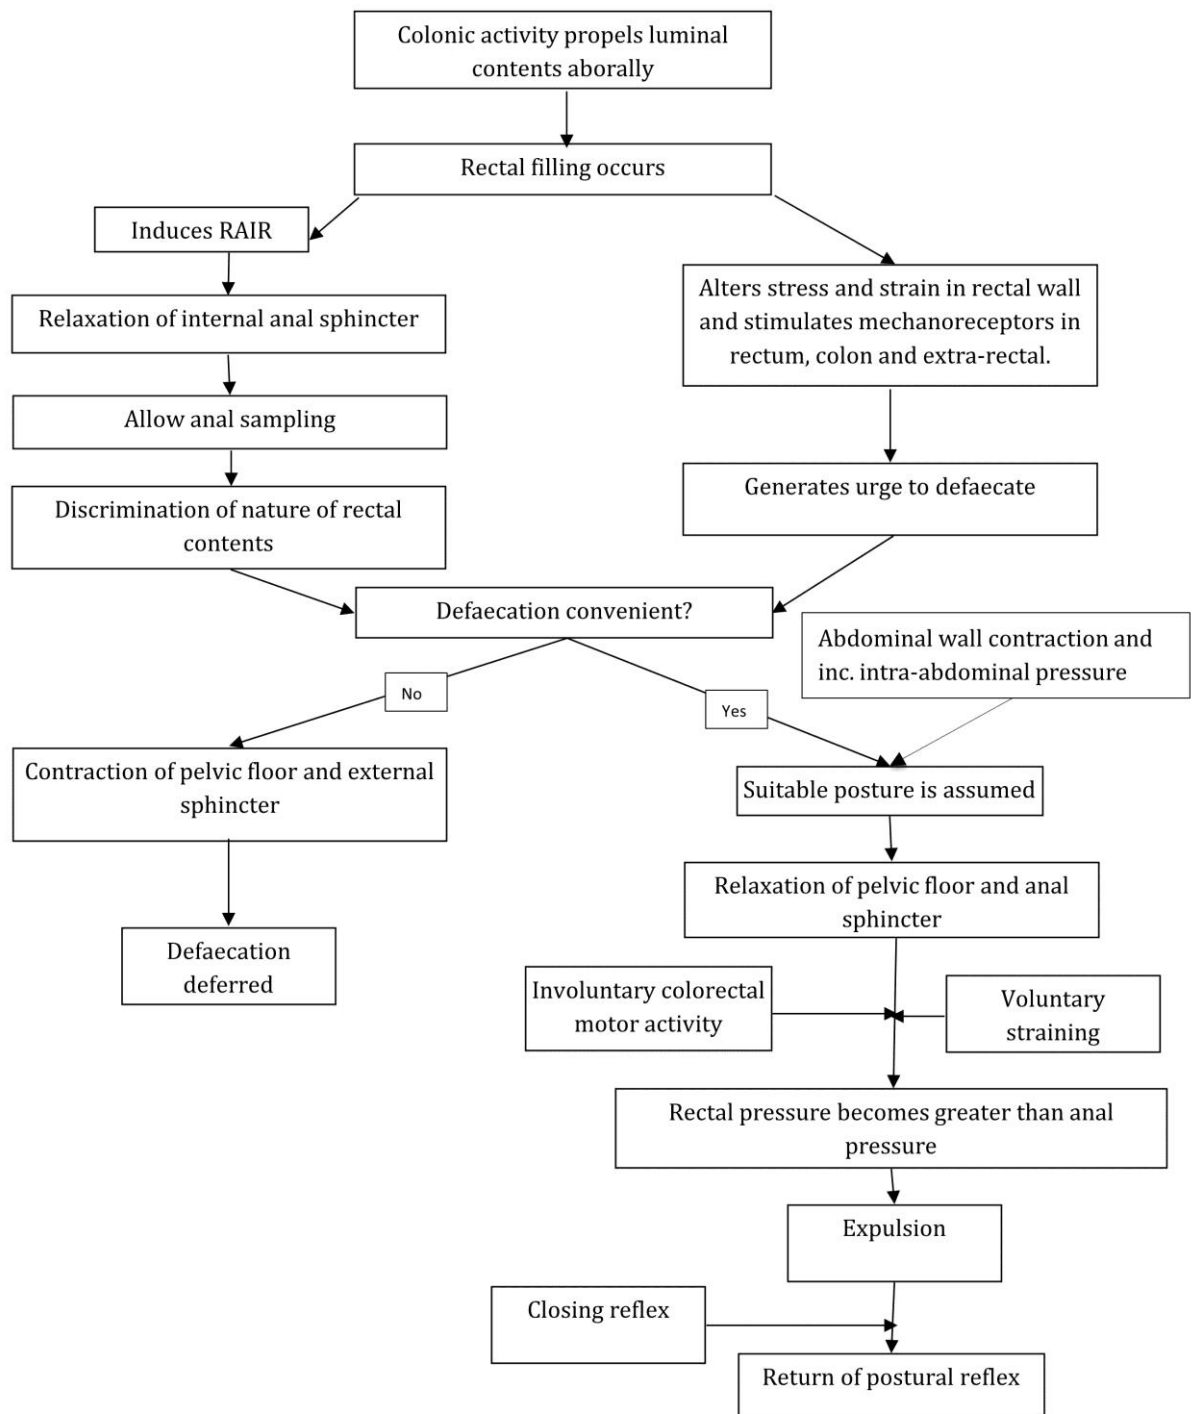 Colonic activity propels luminal
contents aborally
Rectal filling occurs
Induces RAIR
Relaxation of internal anal sphincter
Alters stress and strain in rectal wall
and stimulates mechanoreceptors in
rectum, colon and extra-rectal.
Allow anal sampling
Discrimination of nature of rectal
contents
Generates urge to defaecate
Defaecation convenient?
Abdominal wall contraction and
inc. intra-abdominal pressure
No
Yes
Contraction of pelvic floor and external
sphincter
Suitable posture is assumed
Relaxation of pelvic floor and anal
sphincter
Defaecation
deferred
Involuntary colorectal
motor activity
Voluntary
straining
Rectal pressure becomes greater than anal
pressure
Expulsion
Closing reflex
Return of postural reflex